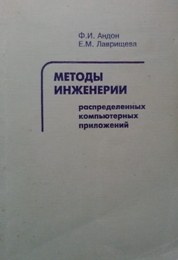 Ф.И. Андон
Е.М. Лаврищева
МЕТОДЫ
ИНЖЕНЕРИИ
распределенных
компьютерных
приложений